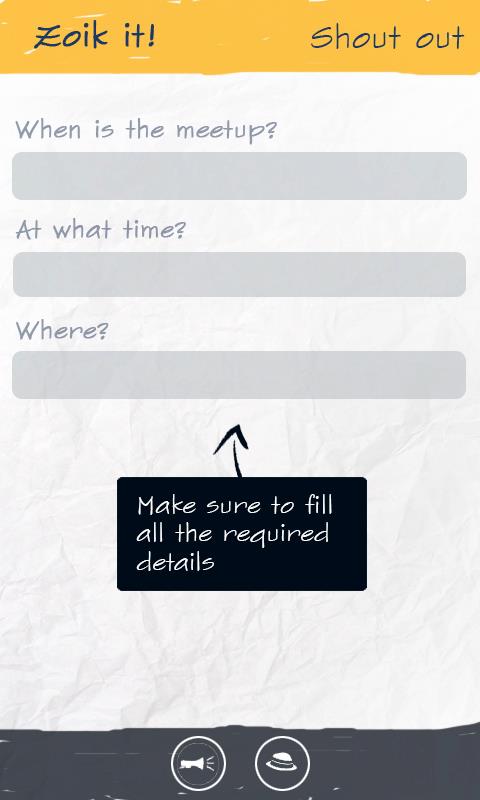 Zoik it!
Shout out
When is the meetup?
At what time?
Where?
Make sure to fill
all the required
details